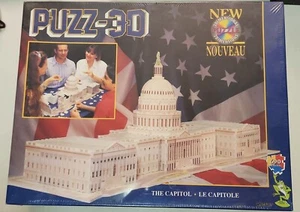 PUZZ-3D
NEW
NOUVEAU
THE CAPITOL • LE CAPITOLE